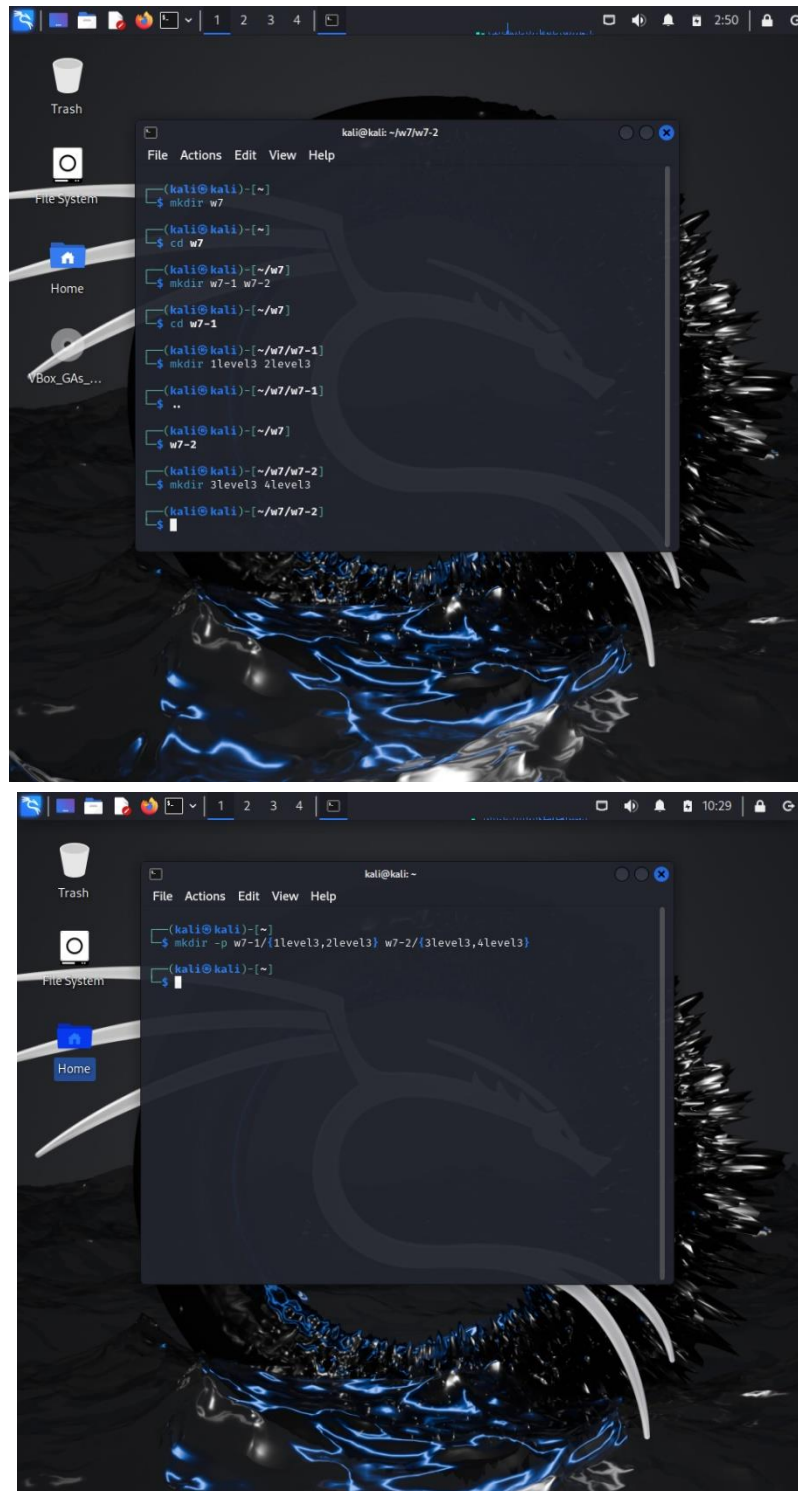 1 2 3 4
2:50
Trash
File System
Home
VBox_GAs_...
kali@kali: ~/w7/w7-2
File Actions Edit View Help
┌──(kali㉿kali)-[~]
└─$ mkdir w7
┌──(kali㉿kali)-[~]
└─$ cd w7
┌──(kali㉿kali)-[~/w7]
└─$ mkdir w7-1 w7-2
┌──(kali㉿kali)-[~/w7]
└─$ cd w7-1
┌──(kali㉿kali)-[~/w7/w7-1]
└─$ mkdir 1level3 2level3
┌──(kali㉿kali)-[~/w7/w7-1]
└─$ ..
┌──(kali㉿kali)-[~/w7]
└─$ w7-2
┌──(kali㉿kali)-[~/w7/w7-2]
└─$ mkdir 3level3 4level3
┌──(kali㉿kali)-[~/w7/w7-2]
└─$
1 2 3 4
10:29
Trash
File System
Home
kali@kali: ~
File Actions Edit View Help
┌──(kali㉿kali)-[~]
└─$ mkdir -p w7-1/{1level3,2level3} w7-2/{3level3,4level3}
┌──(kali㉿kali)-[~]
└─$